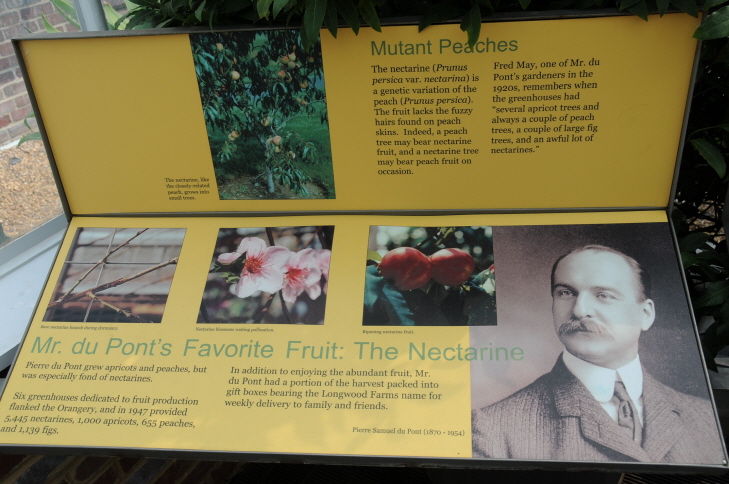 Mutant Peaches
The nectarine (Prunus
persica var. nectarina) is
a genetic variation of the
peach (Prunus persica).
The fruit lacks the fuzzy
hairs found on peach
skins. Indeed, a peach
tree may bear nectarine
fruit, and a nectarine tree
may bear peach fruit on
occasion.
Fred May, one of Mr. du
Pont's gardeners in the
1920s, remembers when
the greenhouses had
"several apricot trees and
always a couple of peach
trees, a couple of large fig
trees, and an awful lot of
nectarines."
The nectarine, like
the closely-related
peach, grows into
small trees.
Bare nectarine branch during dormancy.
Nectarine blossoms waiting pollination.
Ripening nectarine fruit.
Mr. du Pont's Favorite Fruit: The Nectarine
Pierre du Pont grew apricots and peaches, but
was especially fond of nectarines.
Six greenhouses dedicated to fruit production
flanked the Orangery, and in 1947 provided
5,445 nectarines, 1,000 apricots, 655 peaches,
and 1,139 figs.
In addition to enjoying the abundant fruit, Mr.
du Pont had a portion of the harvest packed into
gift boxes bearing the Longwood Farms name for
weekly delivery to family and friends.
Pierre Samuel du Pont (1870 - 1954)